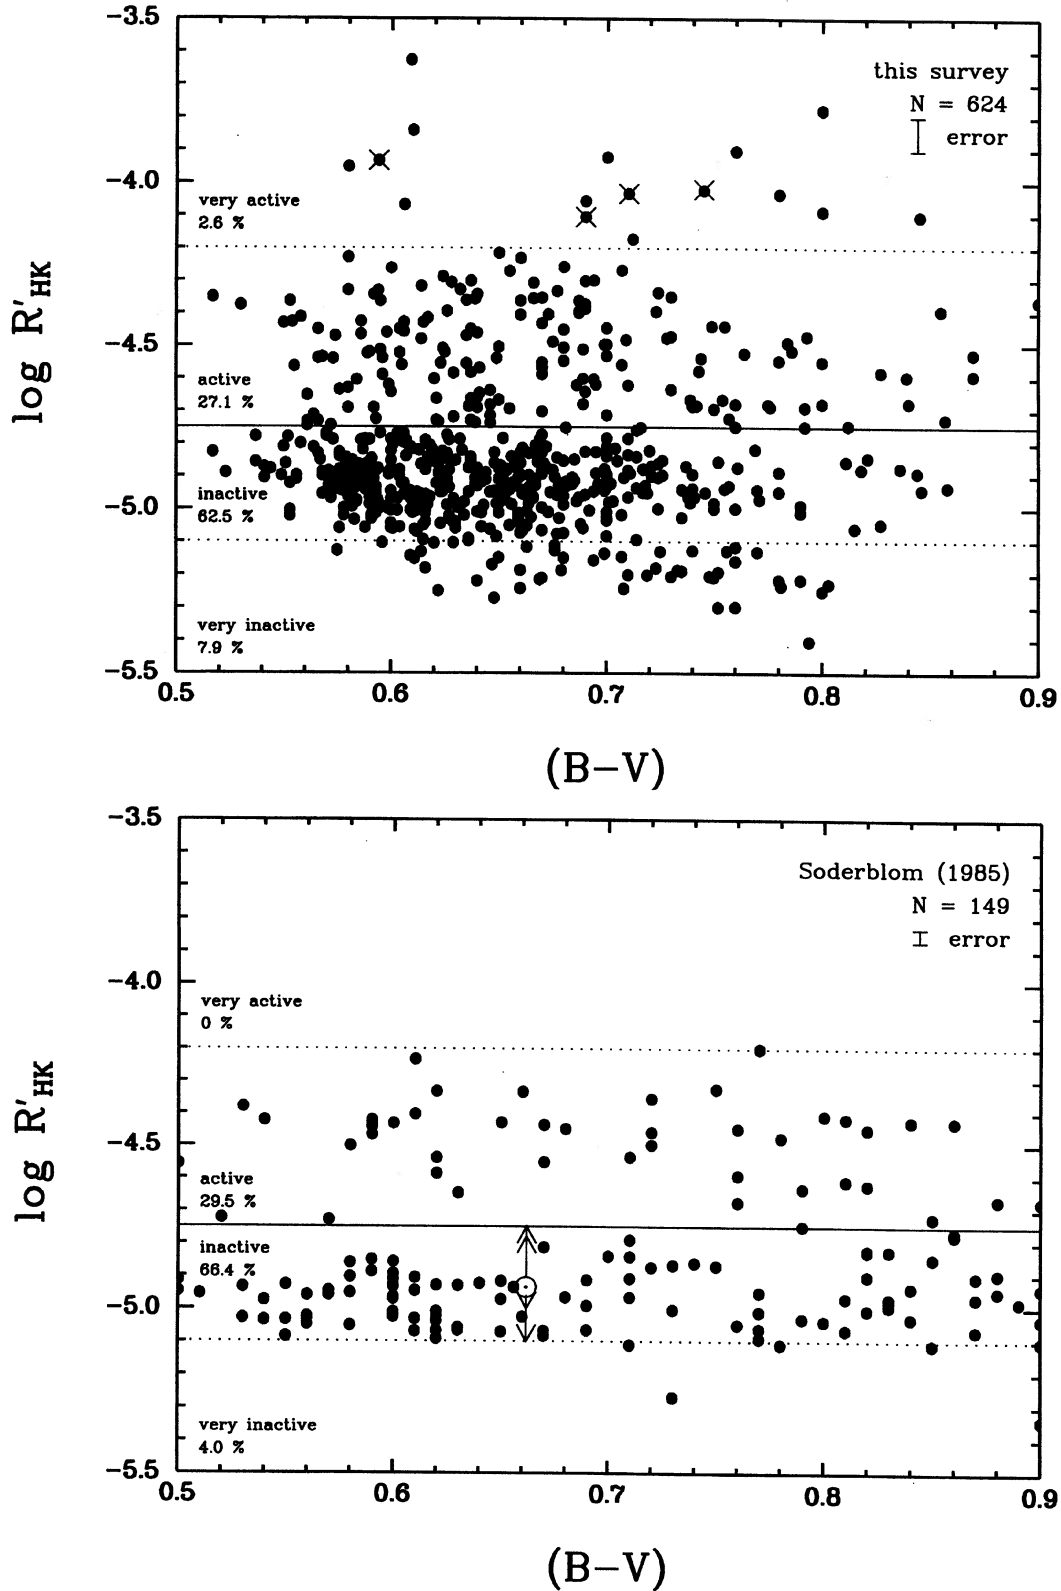 -3.5
this survey
N = 624
error
-4.0
very active
2.6 %
log R'HK
-4.5
active
27.1 %
inactive
62.5 %
-5.0
very inactive
7.9 %
-5.5
0.5 0.6 0.7 0.8 0.9
(B-V)
-3.5
Soderblom (1985)
N = 149
error
-4.0
very active
0 %
log R'HK
-4.5
active
29.5 %
inactive
66.4 %
-5.0
very inactive
4.0 %
-5.5
0.5 0.6 0.7 0.8 0.9
(B-V)